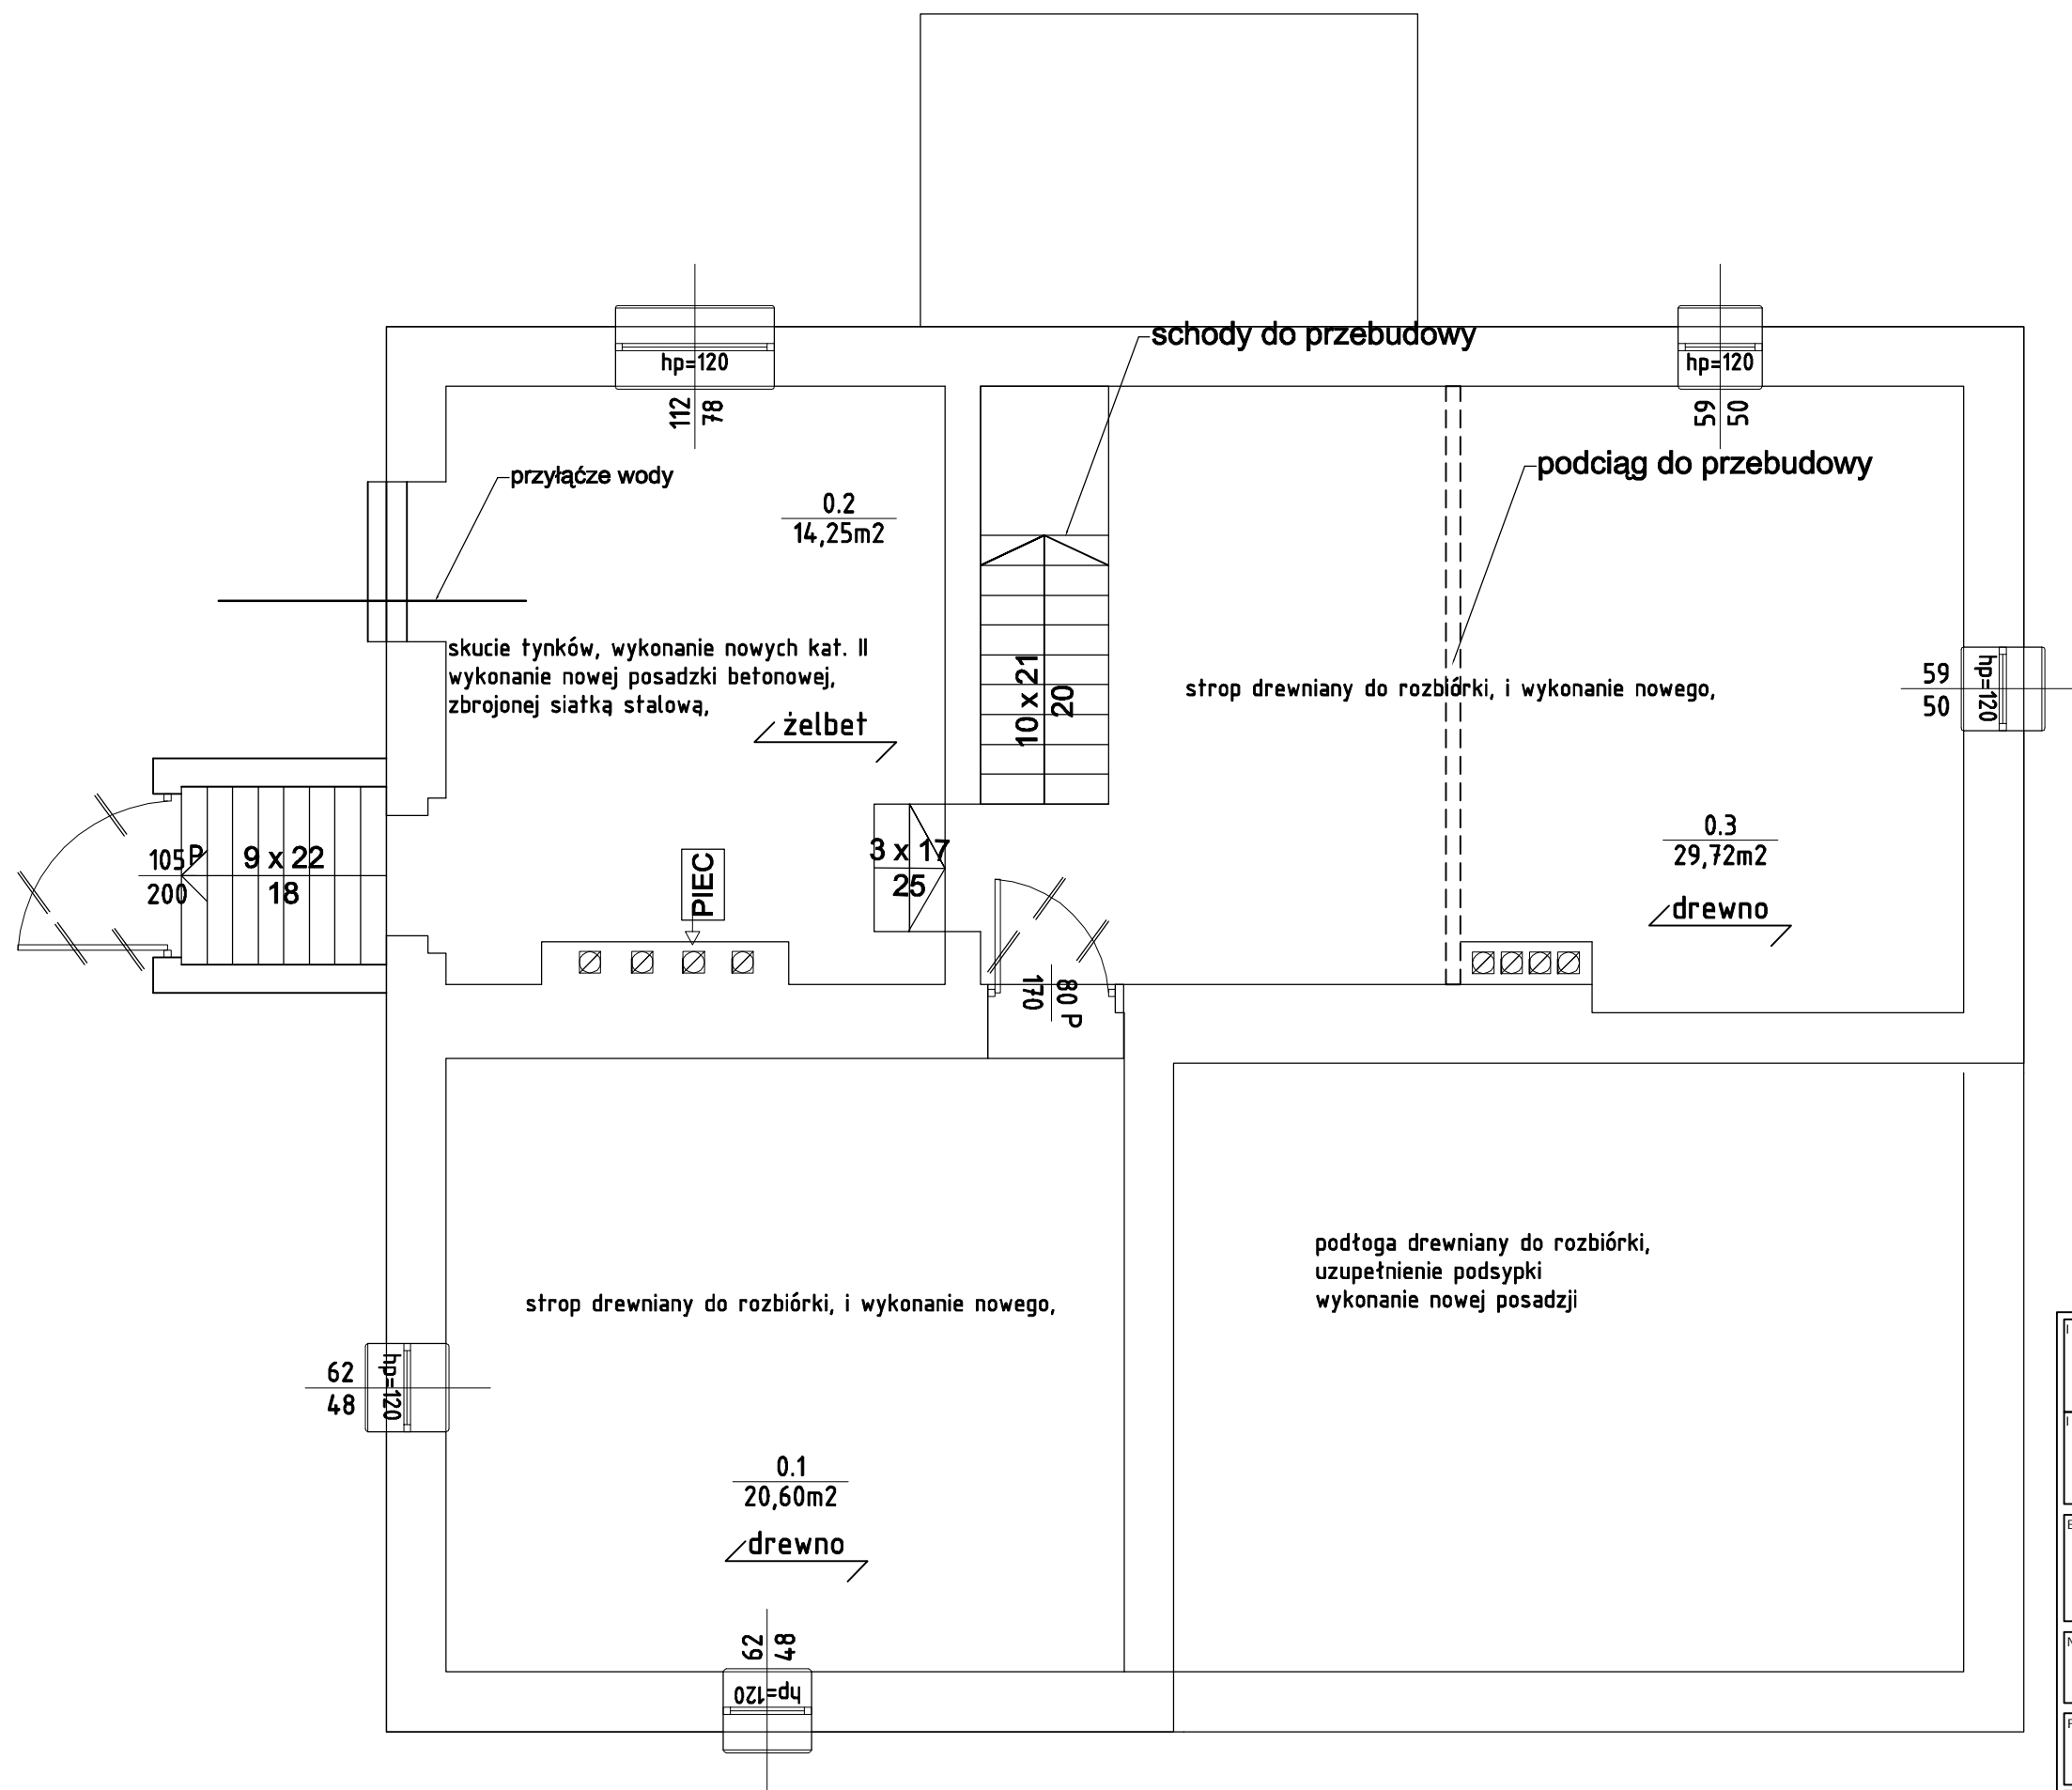 schody do przebudowy
hp=120
112
78
hp=120
59
50
przyłąćze wody
podciąg do przebudowy
0.2
14,25m2
skucie tynków, wykonanie nowych kat. II
wykonanie nowej posadzki betonowej,
zbrojonej siatką stalową,
żelbet
10 x 21
20
strop drewniany do rozbiórki, i wykonanie nowego,
59
50
hp=120
105 P
200
9 x 22
18
PIEC
3 x 17
25
0.3
29,72m2
drewno
80 P
170
podłoga drewniany do rozbiórki,
uzupełnienie podsypki
wykonanie nowej posadzji
strop drewniany do rozbiórki, i wykonanie nowego,
62
48
hp=120
0.1
20,60m2
drewno
62
48
hp=120